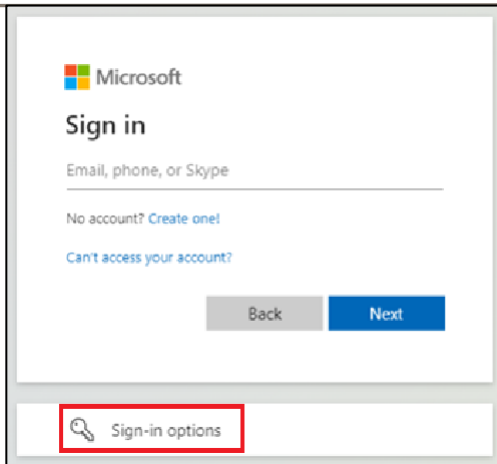 Microsoft
Sign in
Email, phone, or Skype
No account? Create one!
Can't access your account?
Back Next
Sign-in options